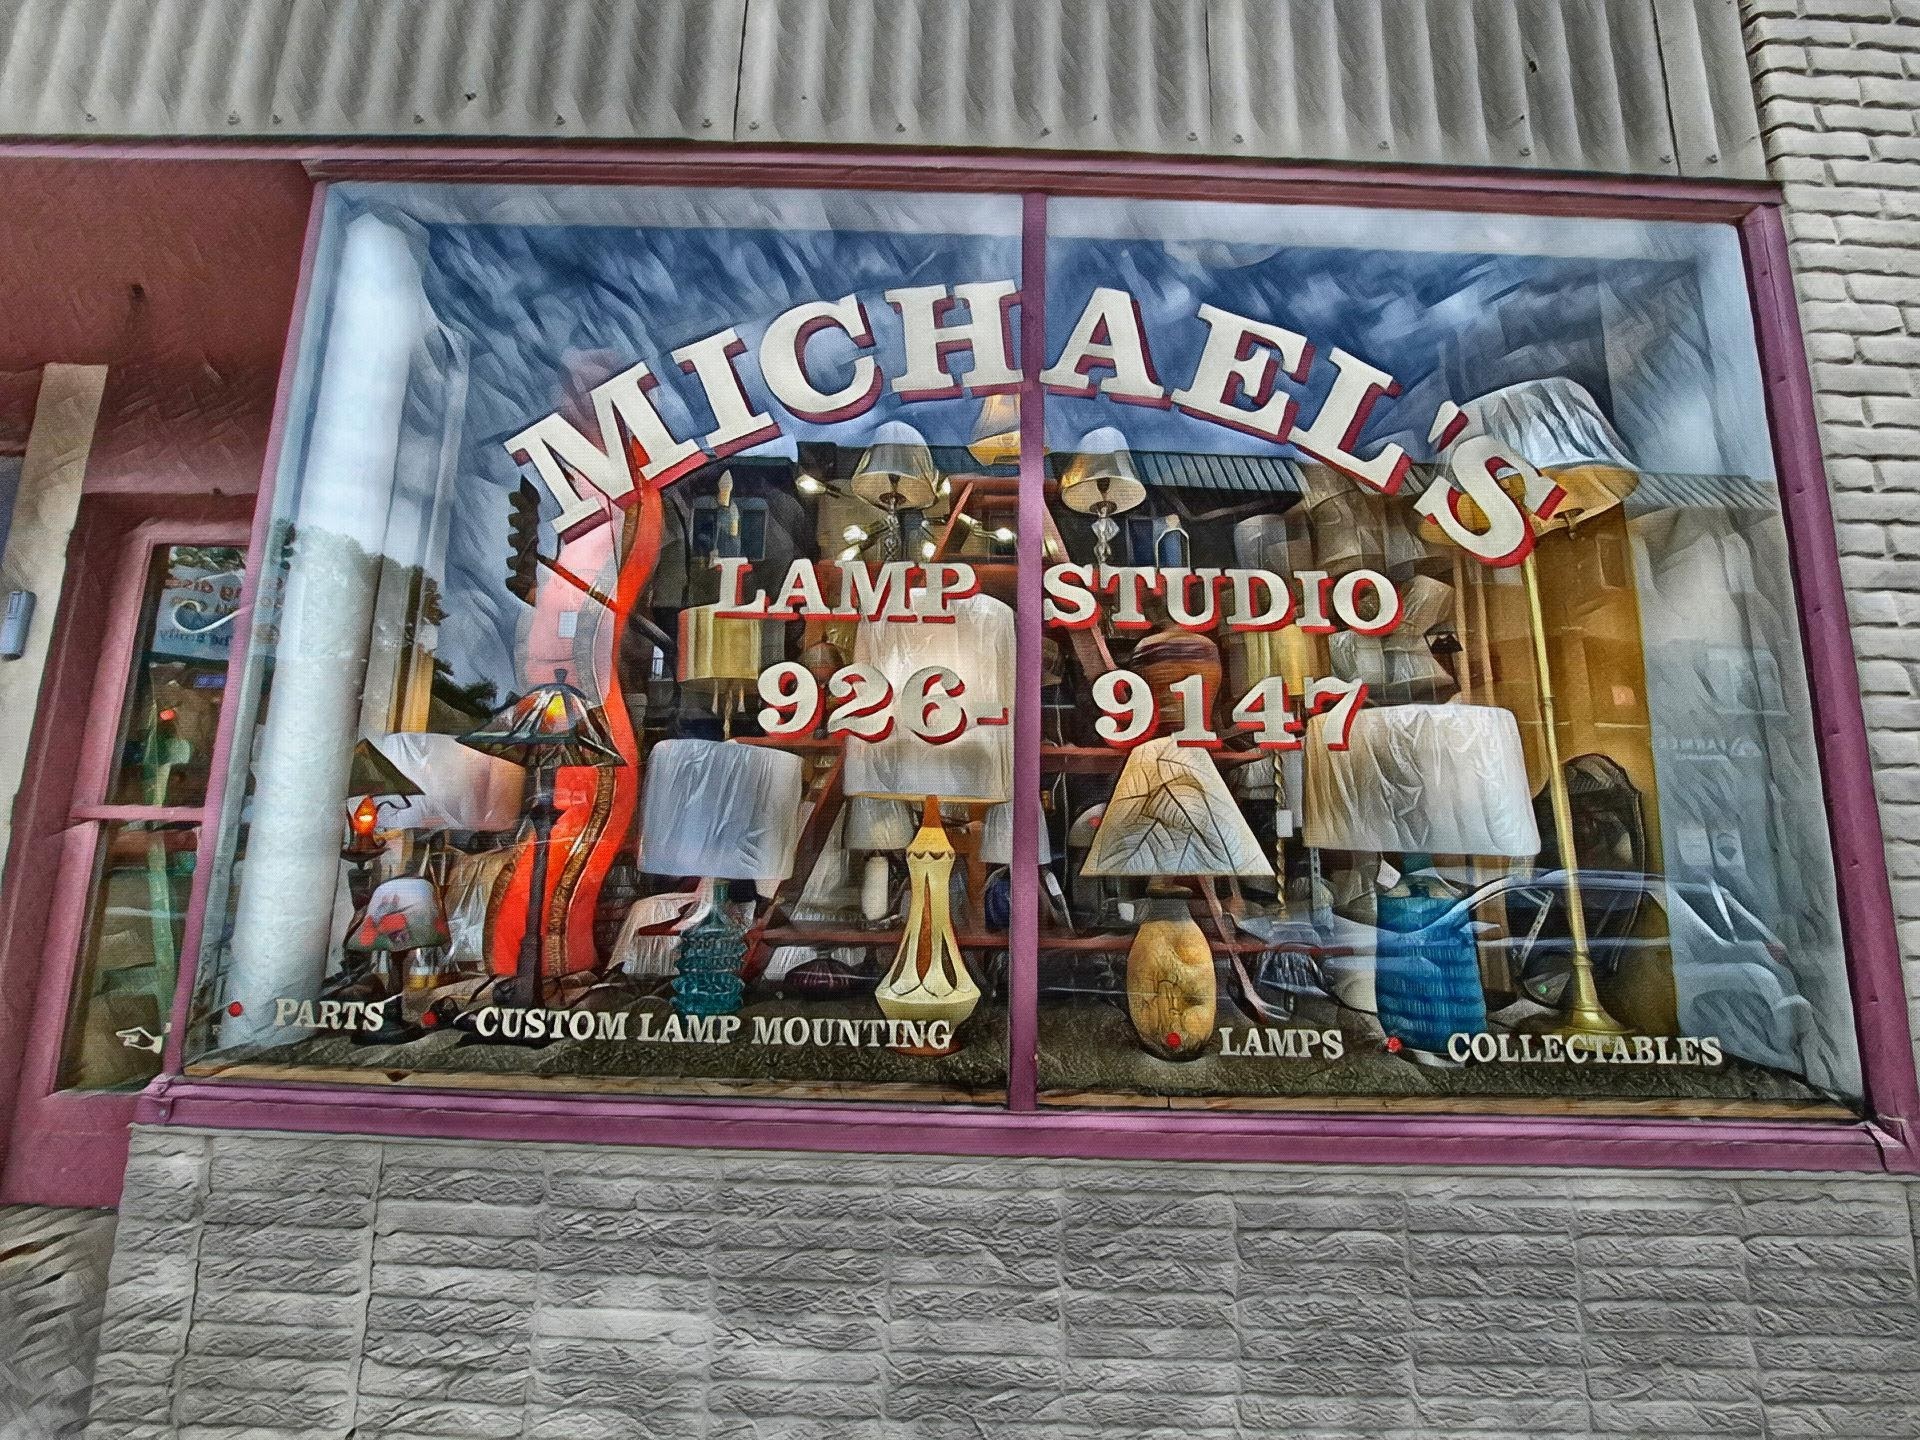 MICHAEL'S
LAMP STUDIO
926-9147
PARTS CUSTOM LAMP MOUNTING LAMPS COLLECTABLES